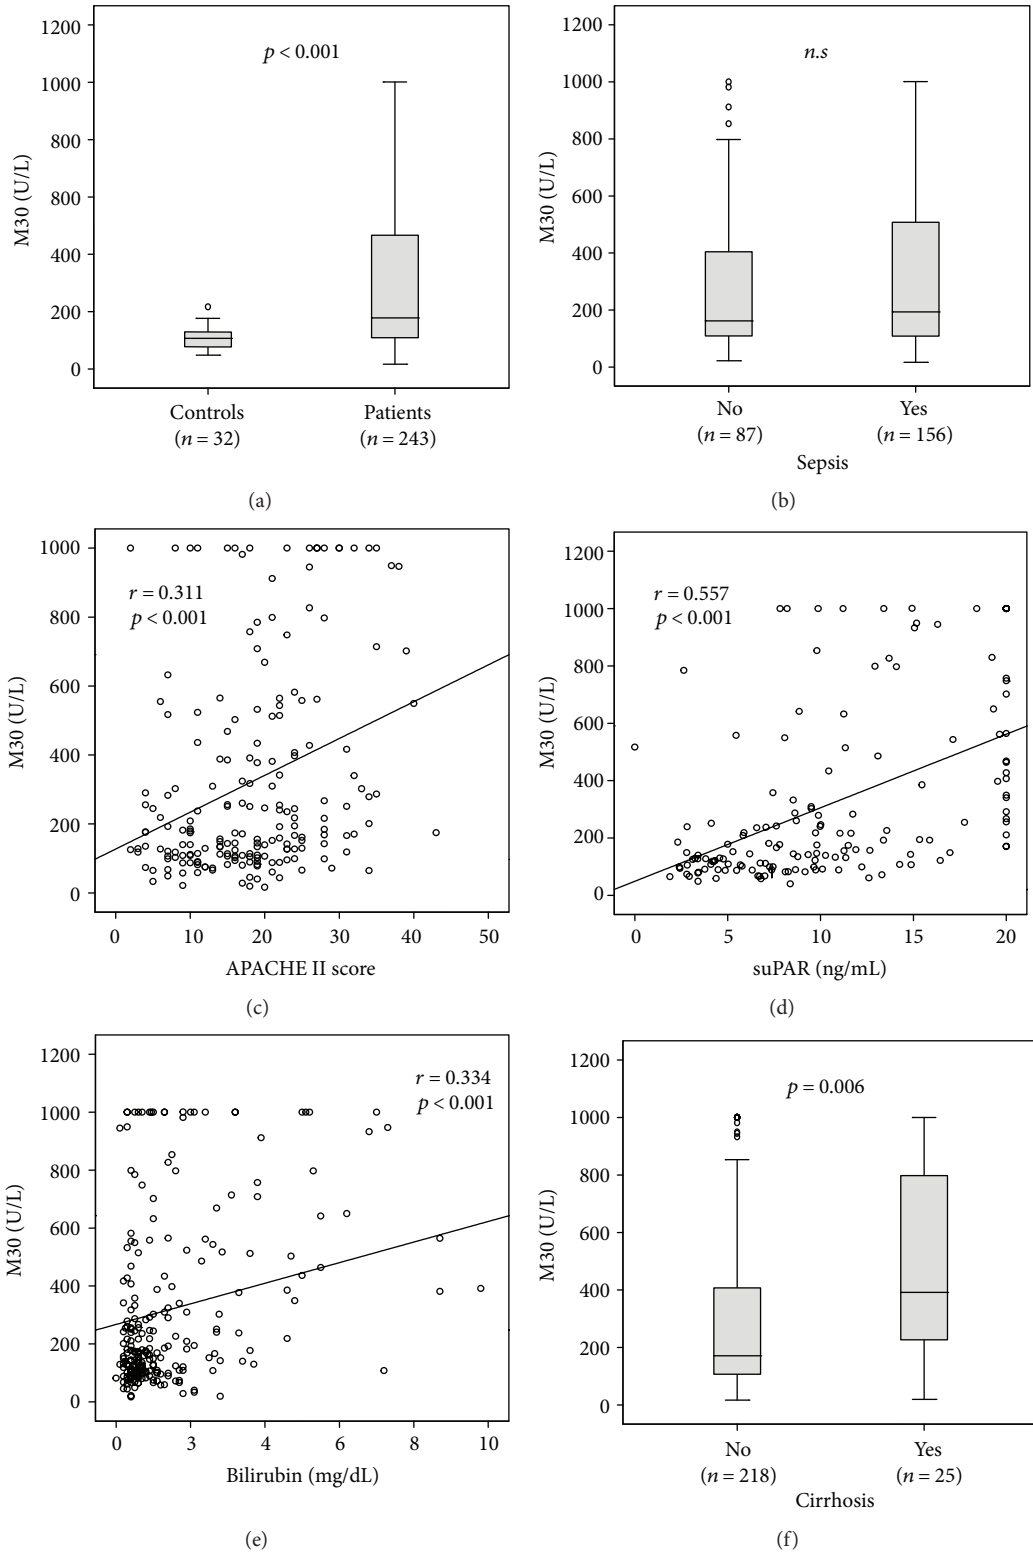 1200
1000
800
800
400
200
0
M30 (U/L)
p < 0.001
Controls
(n = 32)
Patients
(n = 243)
(a)
1200
1000
800
600
400
200
0
M30 (U/L)
n.s
No
(n = 87)
Yes
(n = 156)
Sepsis
(b)
1000
800
600
400
200
0
M30 (U/L)
r = 0.311
p < 0.001
0 10 20 30 40 50
APACHE II score
(c)
1200
1000
800
600
400
200
0
M30 (U/L)
r = 0.557
p < 0.001
0 5 10 15 20
suPAR (ng/mL)
(d)
1200
1000
800
600
400
200
0
M30 (U/L)
r = 0.334
p < 0.001
0 3 4 6 8 10
Bilirubin (mg/dL)
(e)
1200
1000
800
600
400
200
0
M30 (U/L)
p = 0.006
No
(n = 218)
Yes
(n = 25)
Cirrhosis
(f)